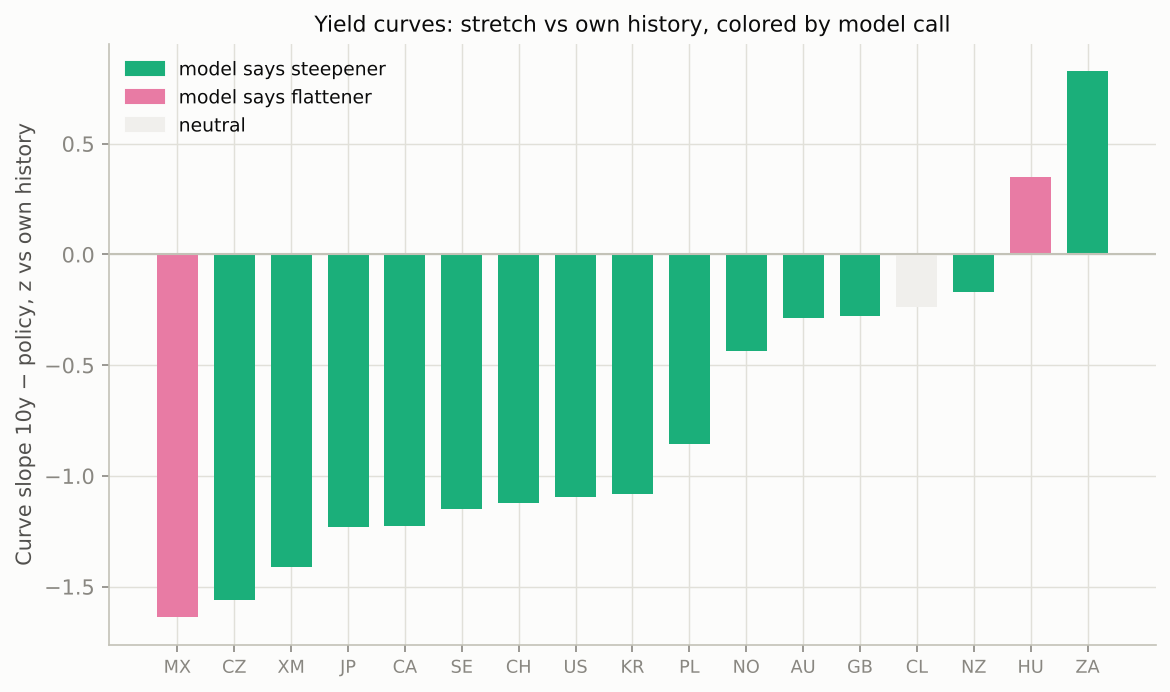 Yield curves: stretch vs own history, colored by model call
model says steepener
model says flattener
neutral
Curve slope 10y − policy, z vs own history
0.5
0.0
−0.5
−1.0
−1.5
MX CZ XM JP CA SE CH US KR PL NO AU GB CL NZ HU ZA